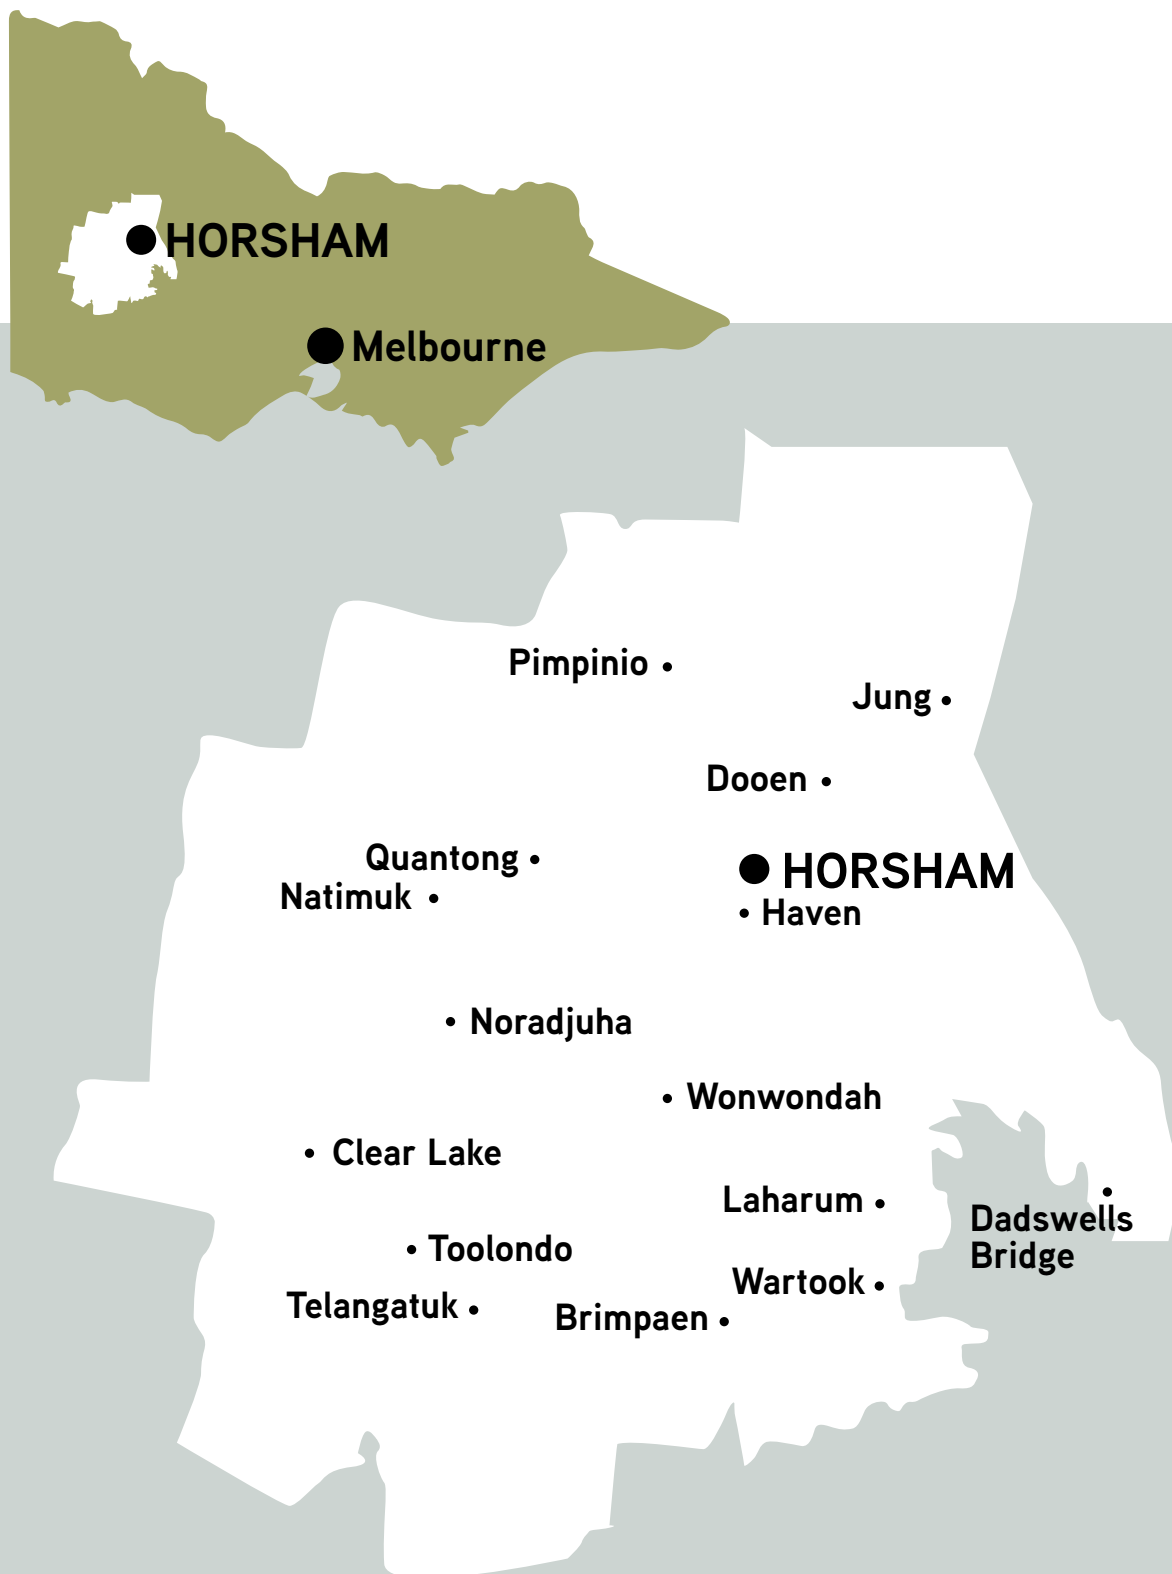 HORSHAM
Melbourne
Pimpinio
Jung
Dooen
Quantong
HORSHAM
Natimuk
Haven
Noradjuha
Wonwondah
Clear Lake
Laharum
Dadswells
Bridge
Toolondo
Wartook
Telangatuk
Brimpaen